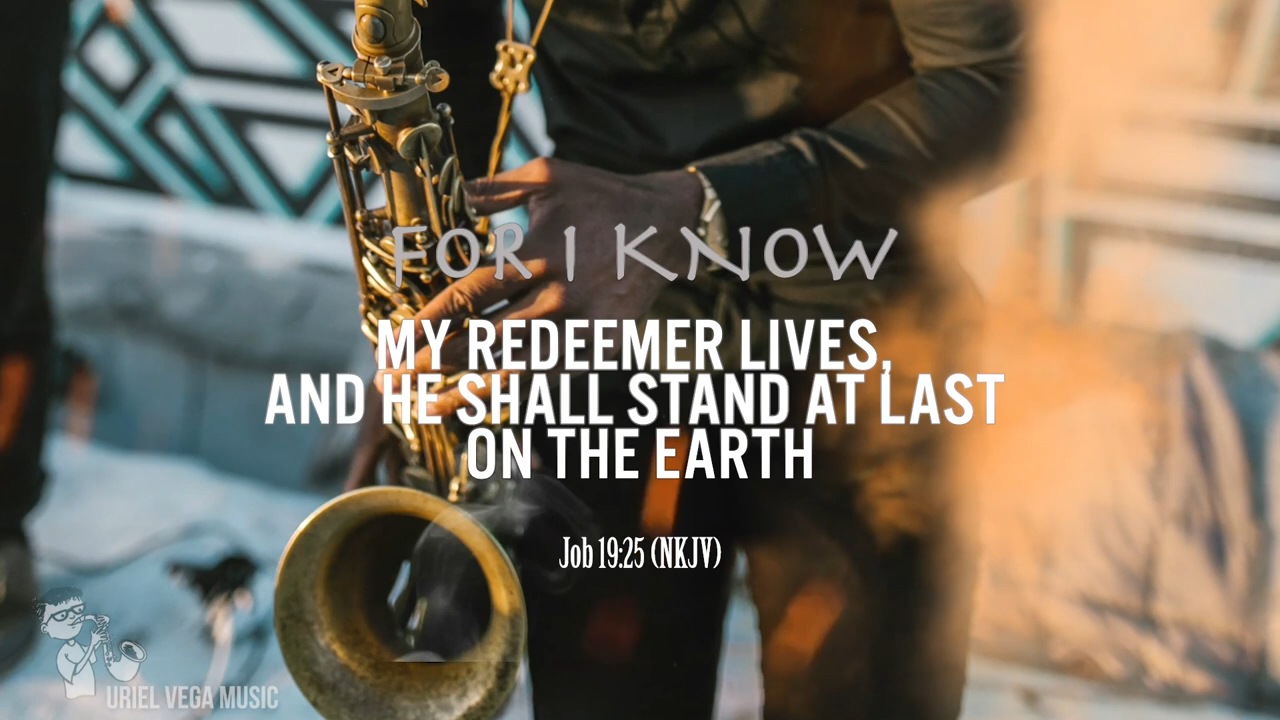 FOR I KNOW
MY REDEEMER LIVES,
AND HE SHALL STAND AT LAST
ON THE EARTH
Job 19:25 (NKJV)
URIEL VEGA MUSIC